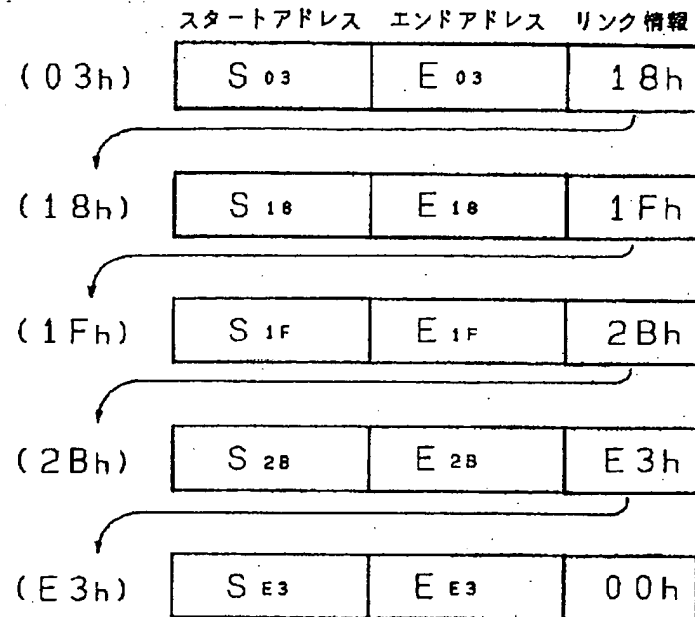 スタートアドレス エンドアドレス リンク情報
(03h) S03 E03 18h
(18h) S18 E18 1Fh
(1Fh) S1F E1F 2Bh
(2Bh) S2B E2B E3h
(E3h) SE3 EE3 00h